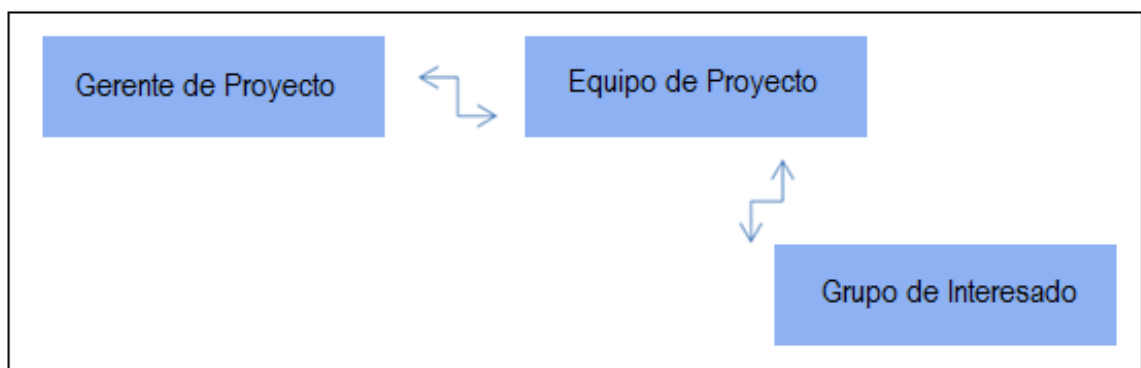 Gerente de Proyecto
Equipo de Proyecto
Grupo de Interesado